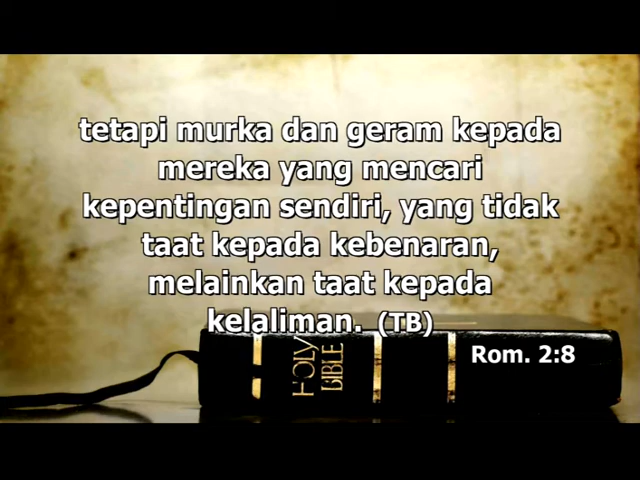 tetapi murka dan geram kepada
mereka yang mencari
kepentingan sendiri, yang tidak
taat kepada kebenaran,
melainkan taat kepada
kelaliman. (TB)
Rom. 2:8
HOLY
BIBLE